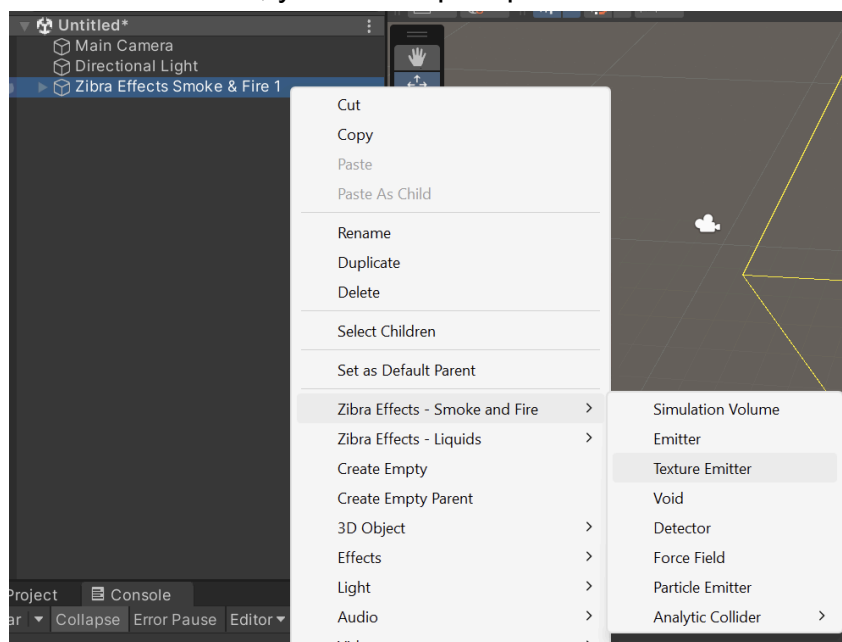 Untitled*
Main Camera
Directional Light
Zibra Effects Smoke & Fire 1
Cut
Copy
Paste
Paste As Child
Rename
Duplicate
Delete
Select Children
Set as Default Parent
Zibra Effects - Smoke and Fire
Zibra Effects - Liquids
Create Empty
Create Empty Parent
3D Object
Effects
Light
Audio
Simulation Volume
Emitter
Texture Emitter
Void
Detector
Force Field
Particle Emitter
Analytic Collider
Project
Console
Collapse
Error Pause
Editor